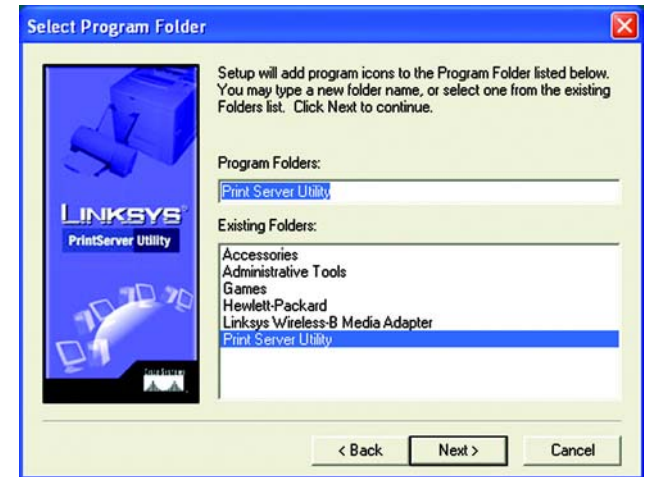 Select Program Folder
Setup will add program icons to the Program Folder listed below.
You may type a new folder name, or select one from the existing
Folders list. Click Next to continue.
Program Folders:
Print Server Utility
LINKSYS®
PrintServer Utility
Existing Folders:
Accessories
Administrative Tools
Games
Hewlett-Packard
Linksys Wireless-B Media Adapter
Print Server Utility
Cisco Systems
< Back
Next >
Cancel